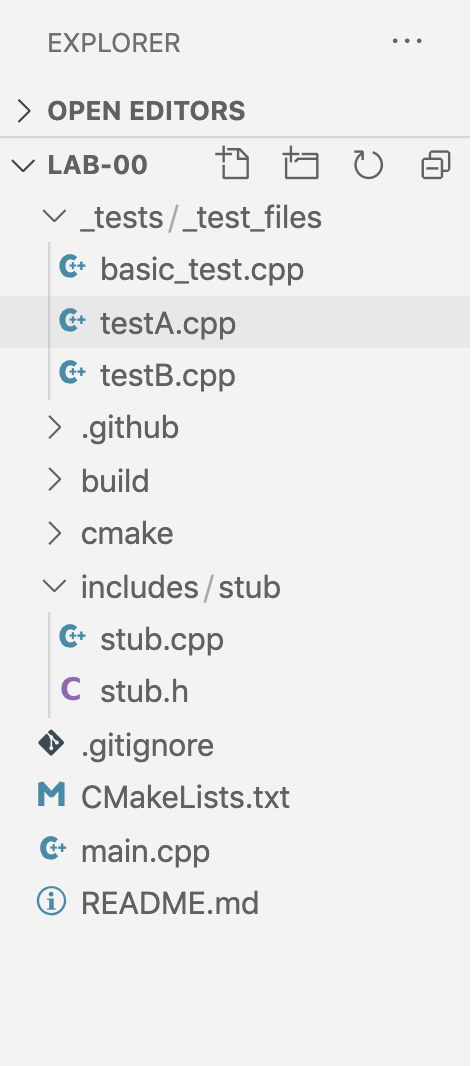 EXPLORER
OPEN EDITORS
LAB-00
_tests/_test_files
basic_test.cpp
testA.cpp
testB.cpp
.github
build
cmake
includes/stub
stub.cpp
stub.h
.gitignore
CMakeLists.txt
main.cpp
README.md